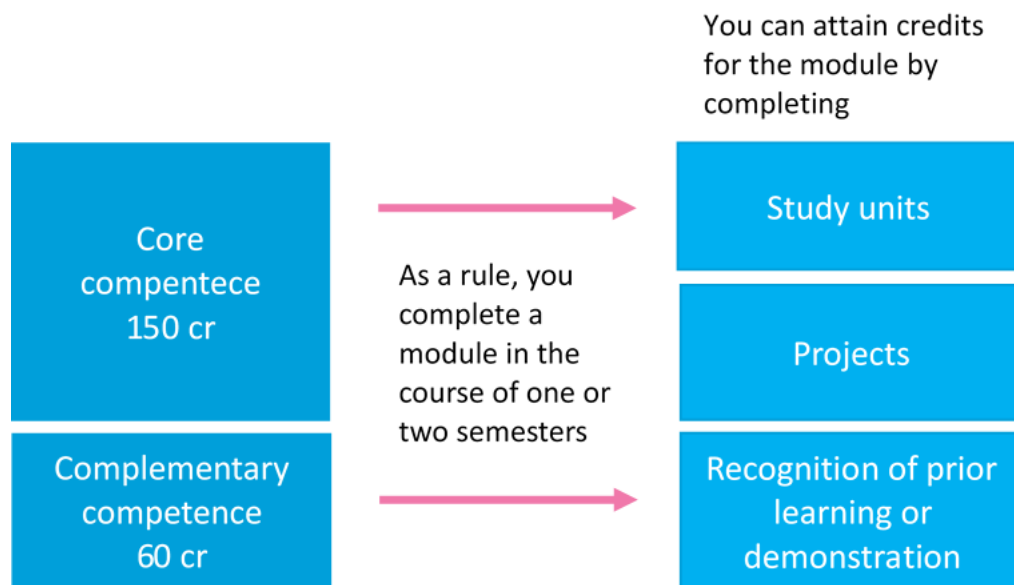 You can attain credits
for the module by
completing
Core
compentece
150 cr
Complementary
competence
60 cr
As a rule, you
complete a
module in the
course of one or
two semesters
Study units
Projects
Recognition of prior
learning or
demonstration